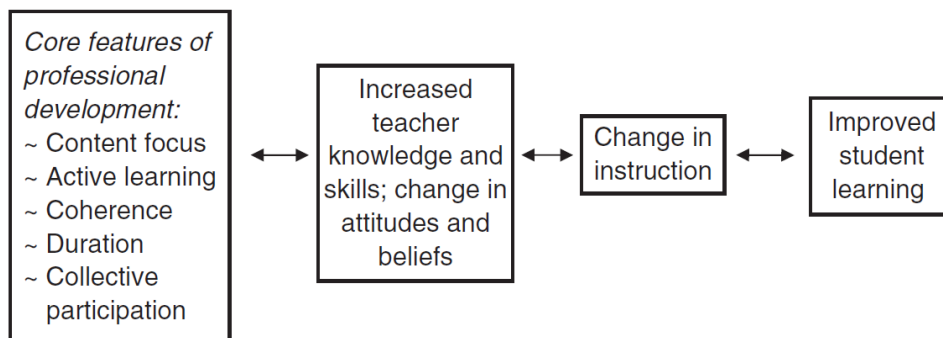 Core features of
professional
development:
~ Content focus
~ Active learning
~ Coherence
~ Duration
~ Collective
participation
Increased
teacher
knowledge and
skills; change in
attitudes and
beliefs
Change in
instruction
Improved
student
learning